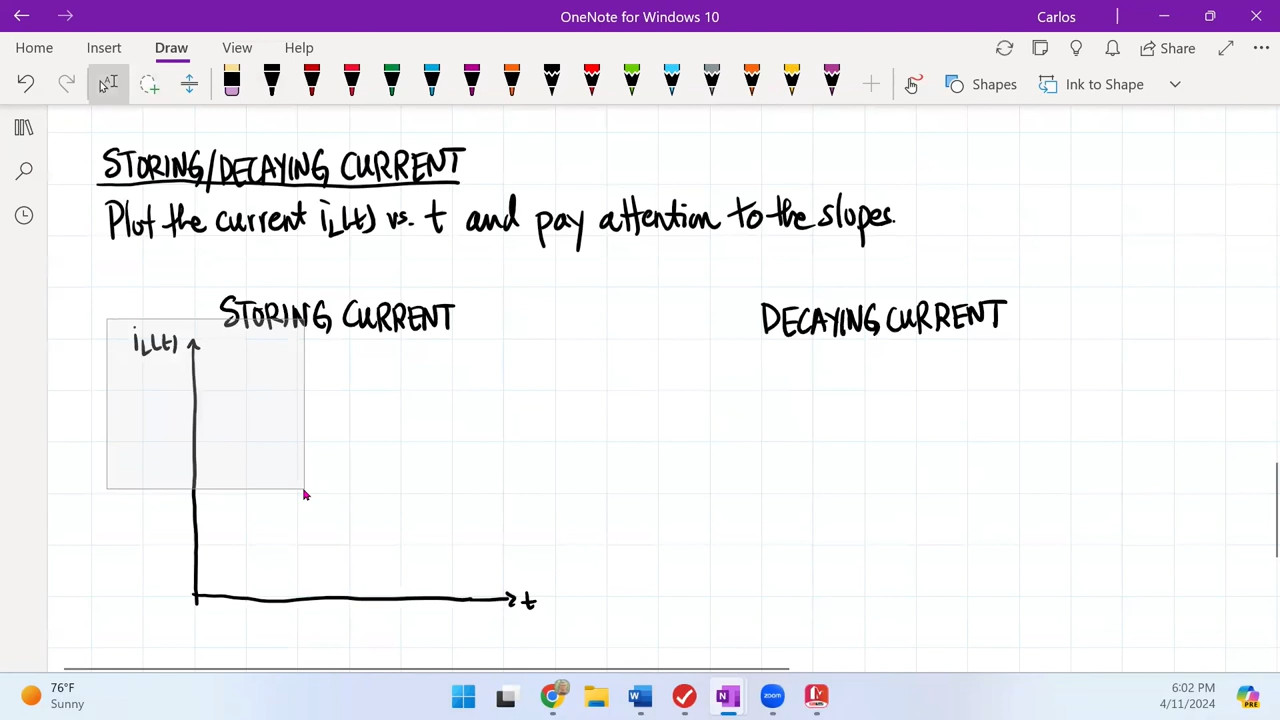 OneNote for Windows 10
Carlos
Home
Insert
Draw
View
Help
Share
Shapes
Ink to Shape
STORING/DECAYING CURRENT
Plot the current iL(t) vs. t and pay attention to the slopes.
STORING CURRENT
DECAYING CURRENT
iL(t)
t
76°F
Sunny
zoom
6:02 PM
4/11/2024
PRE